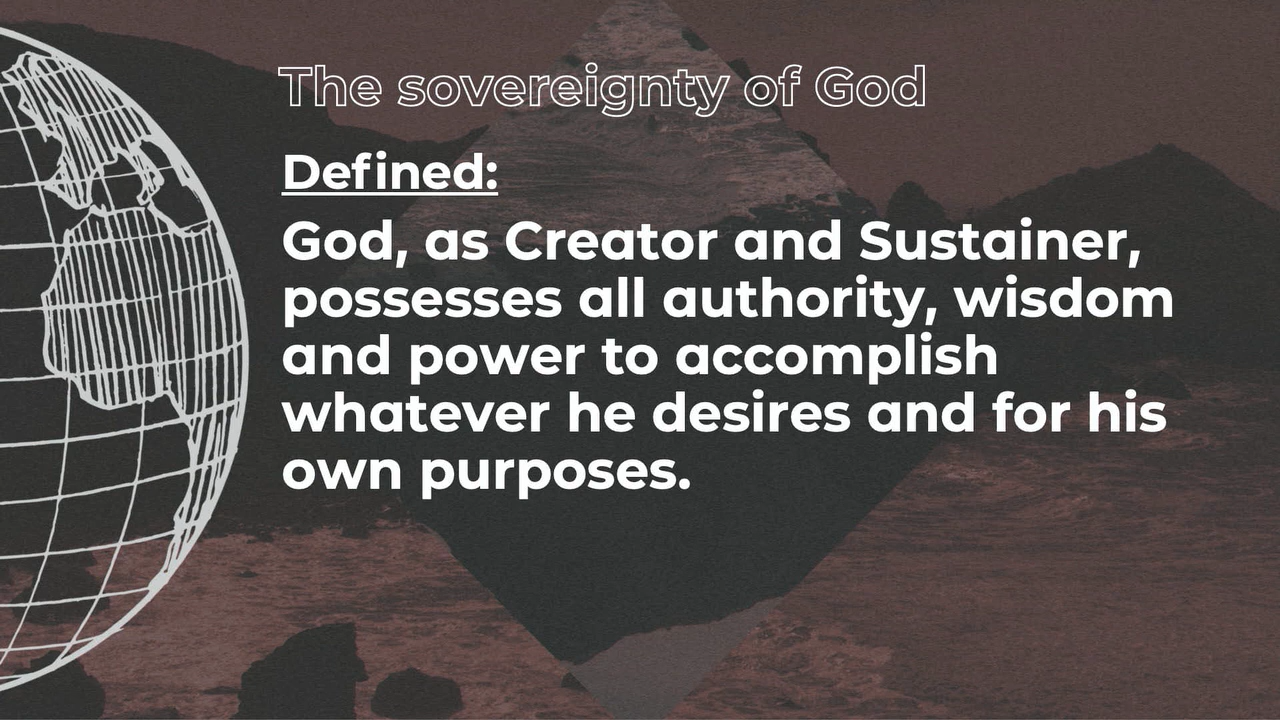 The sovereignty of God
Defined:
God, as Creator and Sustainer,
possesses all authority, wisdom
and power to accomplish
whatever he desires and for his
own purposes.